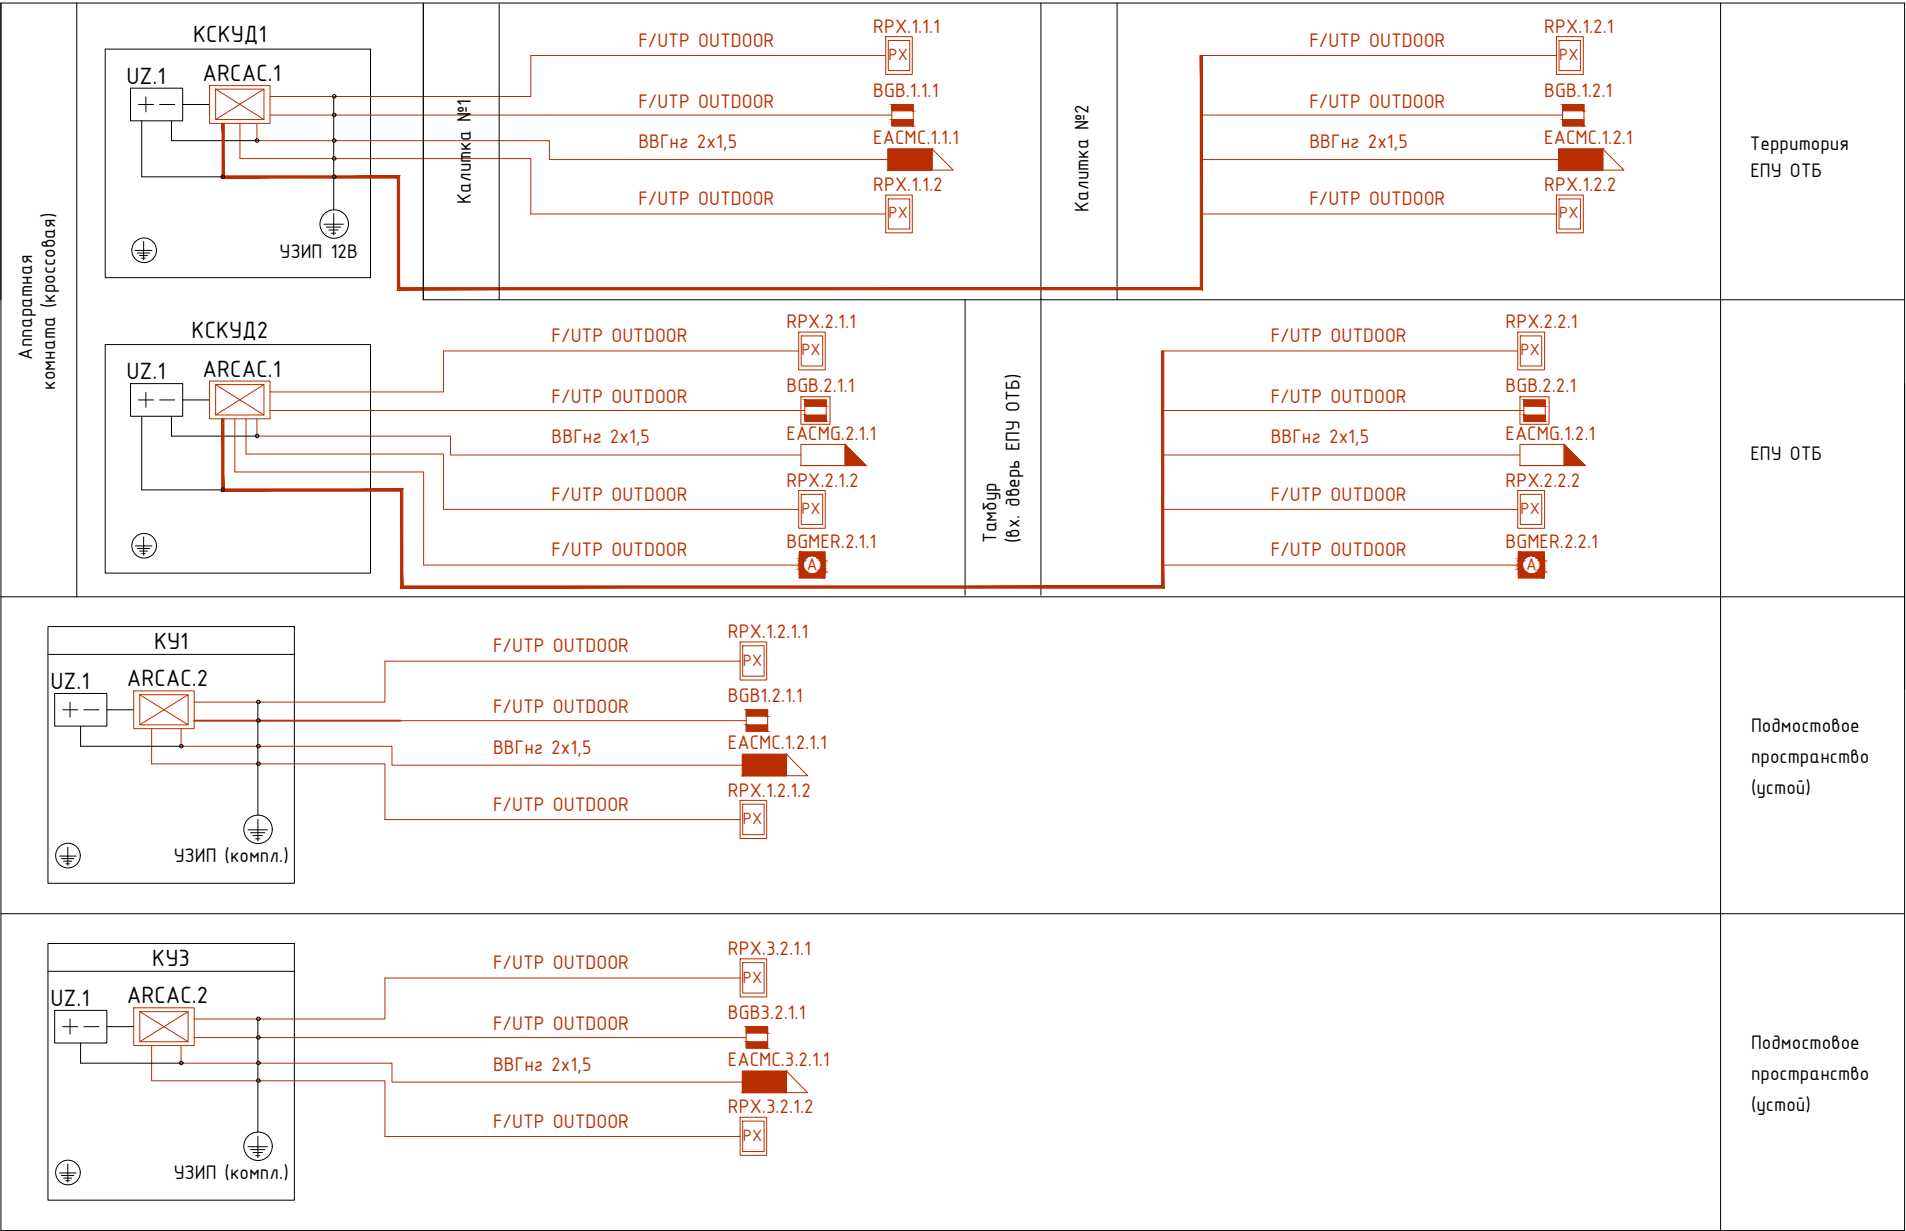 Аппаратная
комната (кроссовая)
КСКУД1
UZ.1
ARCAC.1
УЗИП 12В
Калитка №1
F/UTP OUTDOOR
RPX.1.1.1
PX
F/UTP OUTDOOR
BGB.1.1.1
ВВГнг 2х1,5
EACMC.1.1.1
F/UTP OUTDOOR
RPX.1.1.2
PX
Калитка №2
F/UTP OUTDOOR
RPX.1.2.1
PX
F/UTP OUTDOOR
BGB.1.2.1
ВВГнг 2х1,5
EACMC.1.2.1
F/UTP OUTDOOR
RPX.1.2.2
PX
Территория
ЕПУ ОТБ
КСКУД2
UZ.1
ARCAC.1
F/UTP OUTDOOR
RPX.2.1.1
PX
F/UTP OUTDOOR
BGB.2.1.1
ВВГнг 2х1,5
EACMG.2.1.1
F/UTP OUTDOOR
RPX.2.1.2
PX
F/UTP OUTDOOR
BGMER.2.1.1
A
Тамбур
(вх. дверь ЕПУ ОТБ)
F/UTP OUTDOOR
RPX.2.2.1
PX
F/UTP OUTDOOR
BGB.2.2.1
ВВГнг 2х1,5
EACMG.1.2.1
F/UTP OUTDOOR
RPX.2.2.2
PX
F/UTP OUTDOOR
BGMER.2.2.1
A
ЕПУ ОТБ
КУ1
UZ.1
ARCAC.2
УЗИП (компл.)
F/UTP OUTDOOR
RPX.1.2.1.1
PX
F/UTP OUTDOOR
BGB1.2.1.1
ВВГнг 2х1,5
EACMC.1.2.1.1
F/UTP OUTDOOR
RPX.1.2.1.2
PX
Подмостовое
пространство
(устой)
КУ3
UZ.1
ARCAC.2
УЗИП (компл.)
F/UTP OUTDOOR
RPX.3.2.1.1
PX
F/UTP OUTDOOR
BGB3.2.1.1
ВВГнг 2х1,5
EACMC.3.2.1.1
F/UTP OUTDOOR
RPX.3.2.1.2
PX
Подмостовое
пространство
(устой)